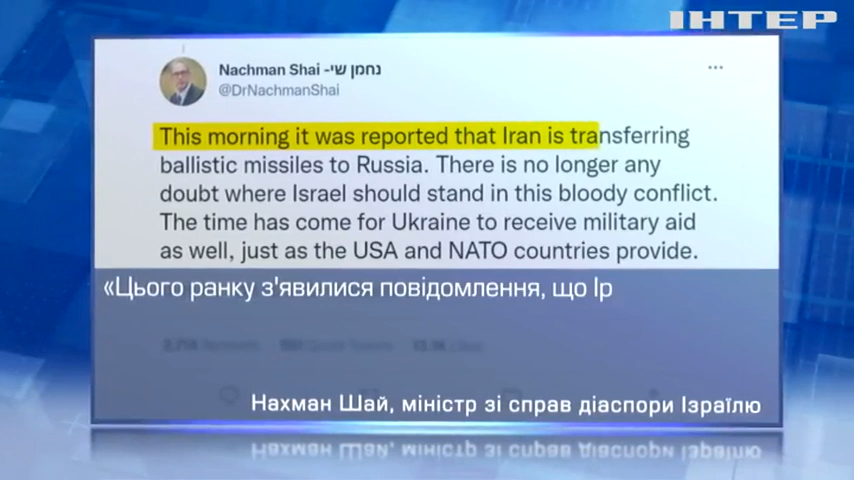 ІНТЕР
Nachman Shai -נחמן שי
@DrNachmanShai
This morning it was reported that Iran is transferring
ballistic missiles to Russia. There is no longer any
doubt where Israel should stand in this bloody conflict.
The time has come for Ukraine to receive military aid
as well, just as the USA and NATO countries provide.
«Цього ранку з'явилися повідомлення, що Ір
Нахман Шай, міністр зі справ діаспори Ізраїлю